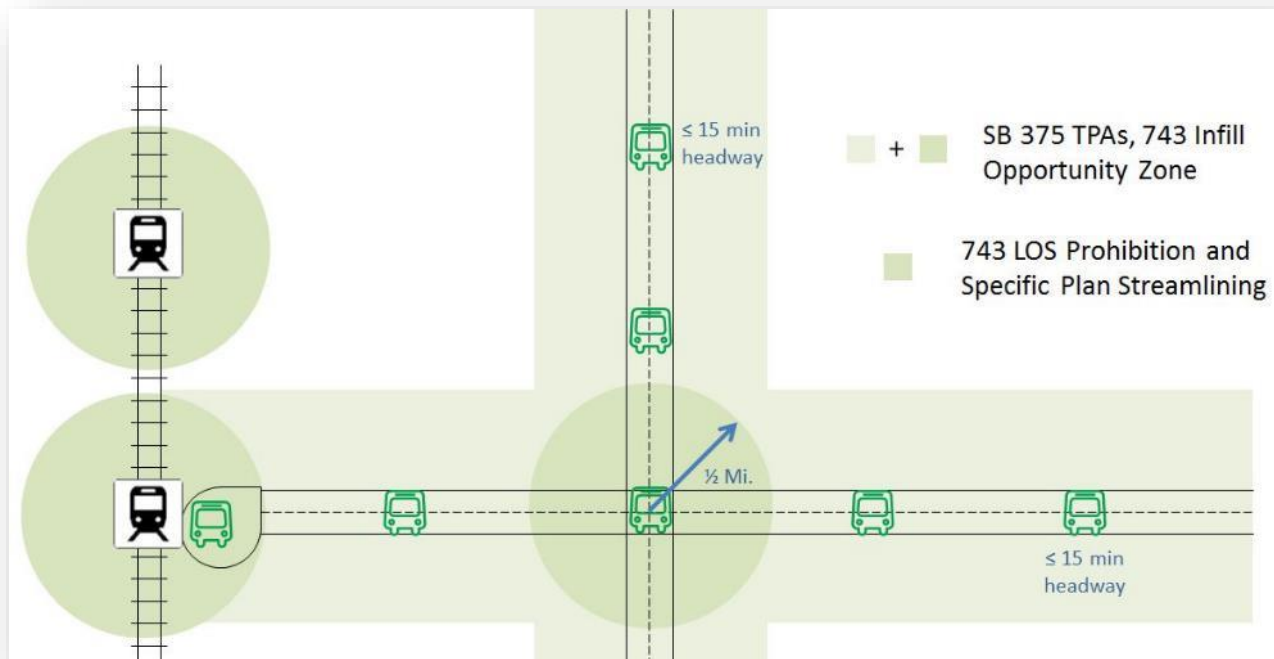 ≤ 15 min
headway
SB 375 TPAs, 743 Infill
+
Opportunity Zone
743 LOS Prohibition and
Specific Plan Streamlining
½ Mi.
≤ 15 min
headway